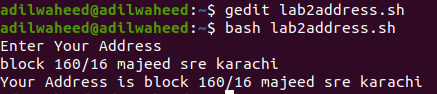 adilwaheed@adilwaheed:~$ gedit lab2address.sh
adilwaheed@adilwaheed:~$ bash lab2address.sh
Enter Your Address
block 160/16 majeed sre karachi
Your Address is block 160/16 majeed sre karachi